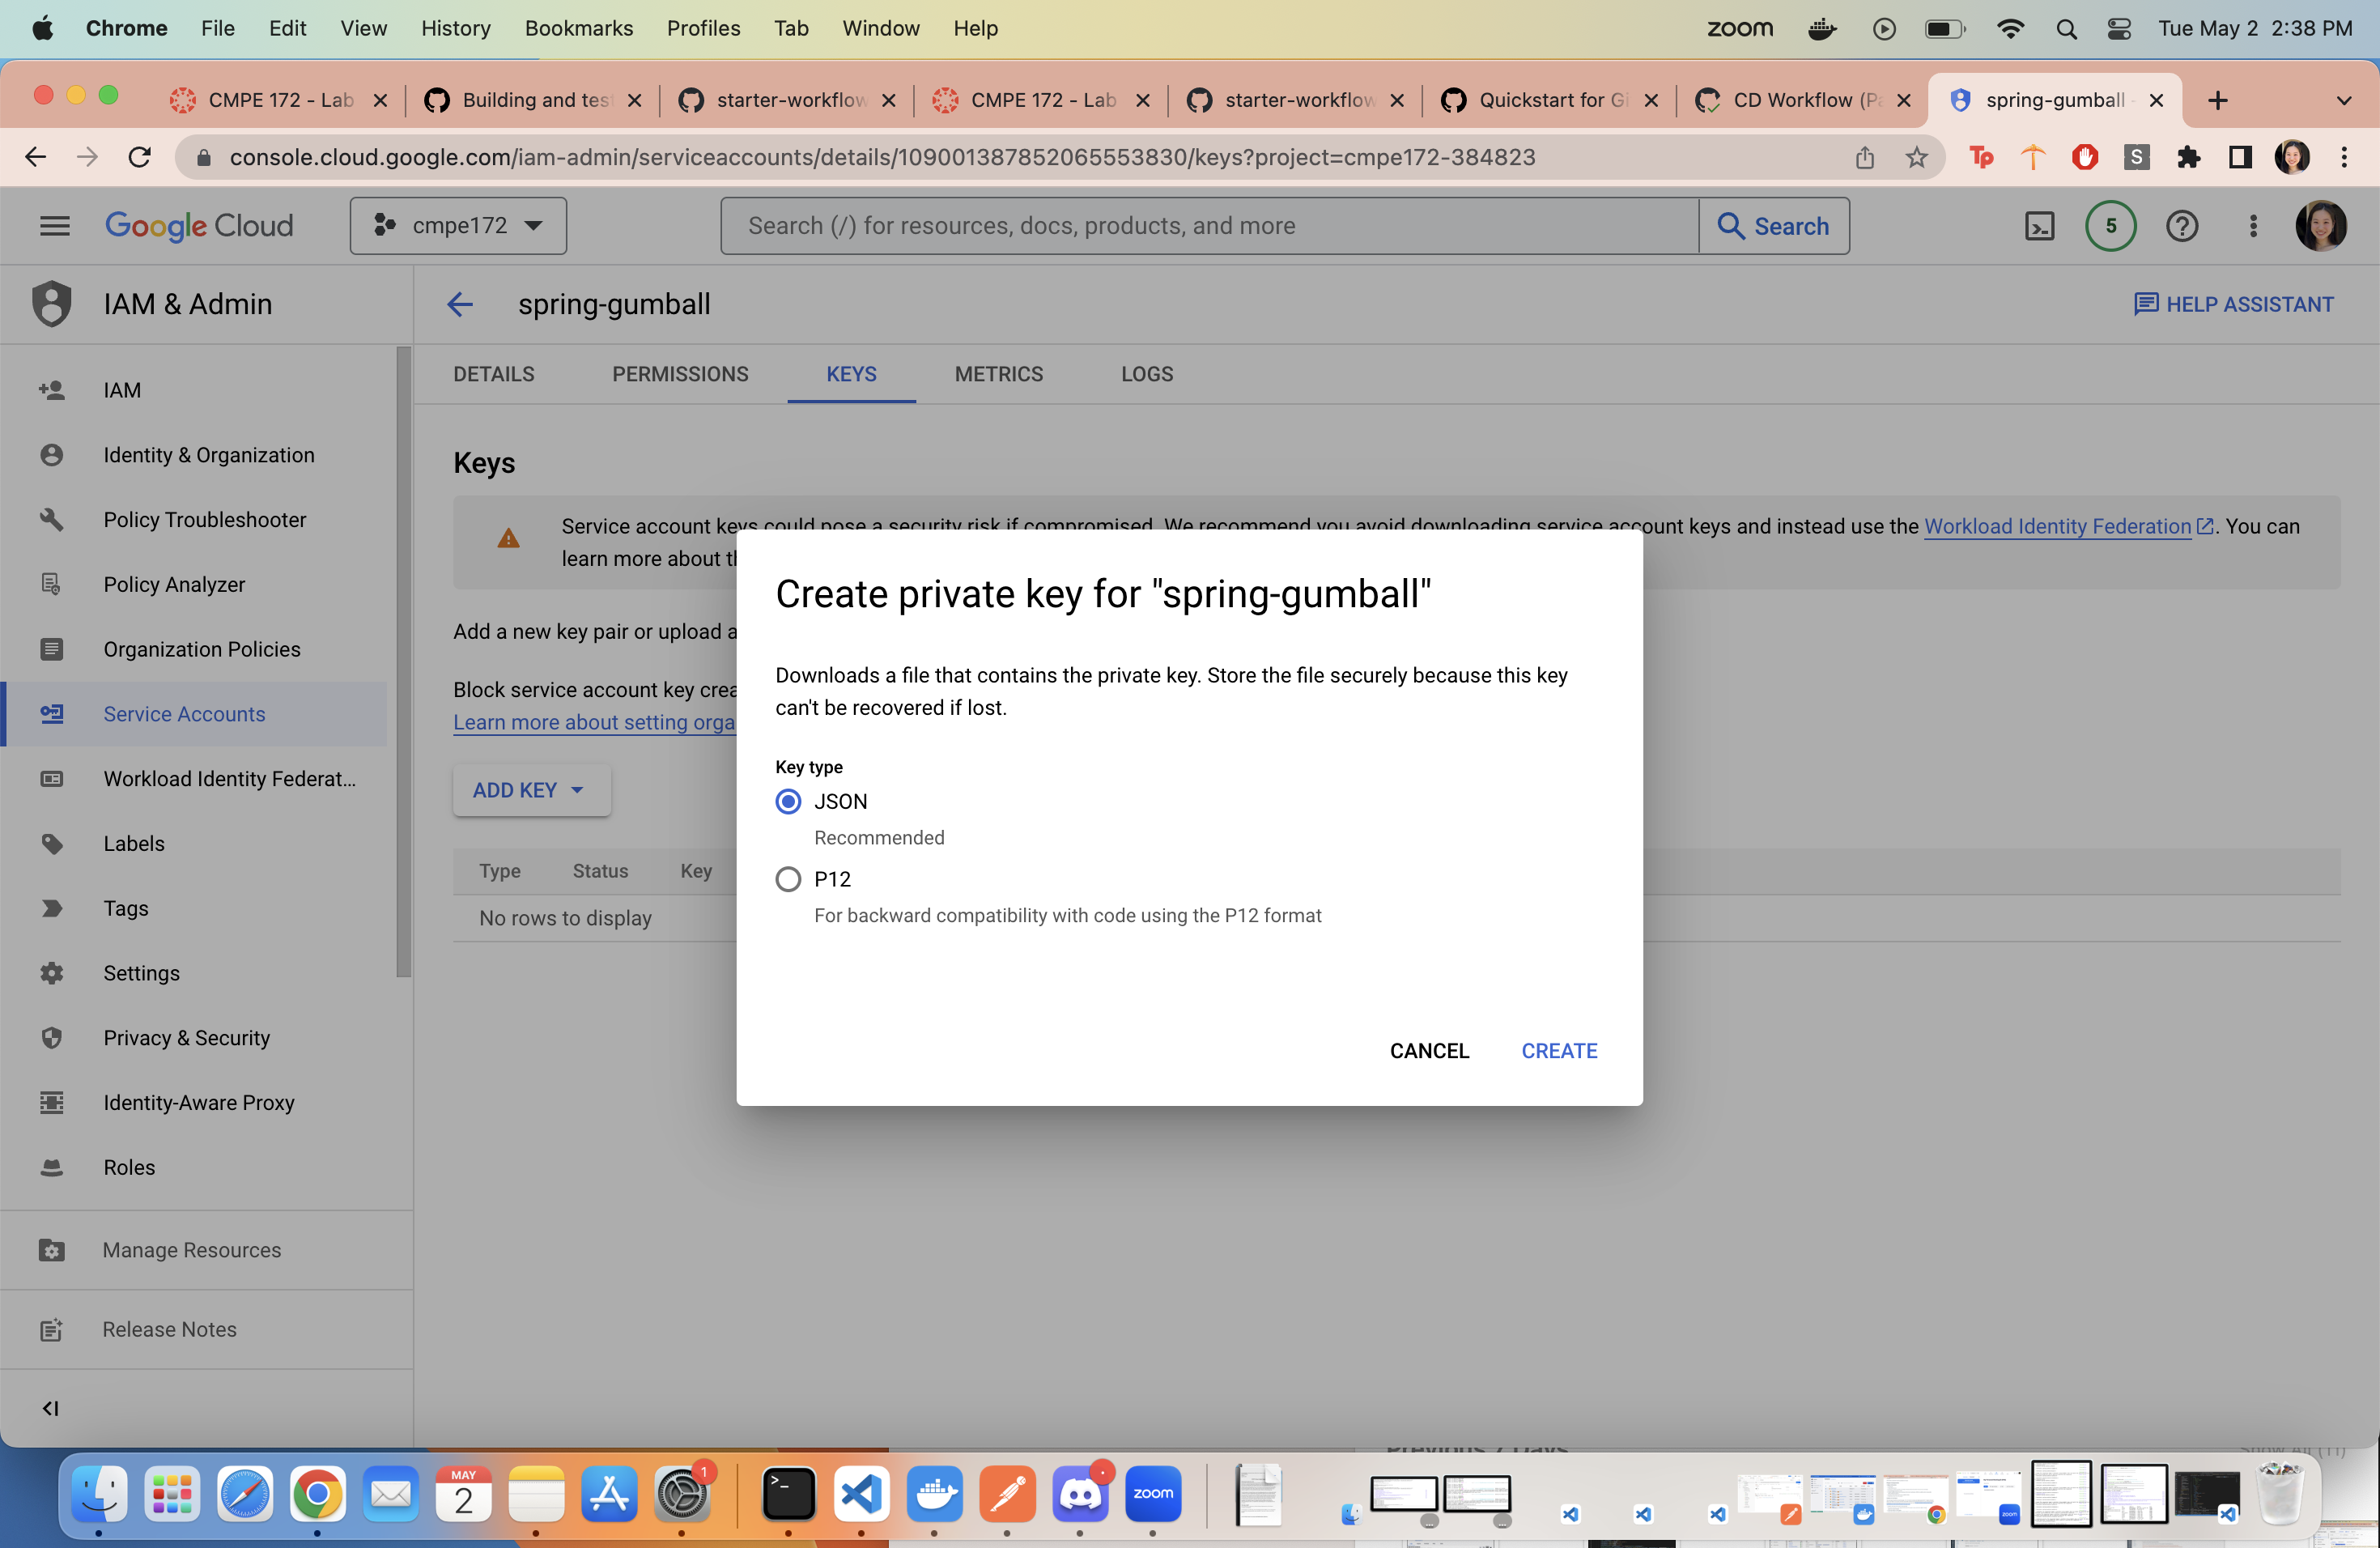 Chrome File Edit View History Bookmarks Profiles Tab Window Help zoom Tue May 2 2:38 PM
CMPE 172 - Lab Building and tes starter-workflow CMPE 172 - Lab starter-workflow Quickstart for Gi CD Workflow (Pa spring-gumball
console.cloud.google.com/iam-admin/serviceaccounts/details/109001387852065553830/keys?project=cmpe172-384823 Tp S
Google Cloud cmpe172 Search (/) for resources, docs, products, and more Search 5
IAM & Admin
spring-gumball
HELP ASSISTANT
DETAILS PERMISSIONS KEYS METRICS LOGS
IAM
Identity & Organization
Policy Troubleshooter
Policy Analyzer
Organization Policies
Service Accounts
Workload Identity Federat...
Labels
Tags
Settings
Privacy & Security
Identity-Aware Proxy
Roles
Manage Resources
Release Notes
Keys
Service account keys could pose a security risk if compromised. We recommend you avoid downloading service account keys and instead use the Workload Identity Federation. You can
learn more about t
Add a new key pair or upload a
Block service account key crea
Learn more about setting orga
ADD KEY
Type Status Key
No rows to display
Create private key for "spring-gumball"
Downloads a file that contains the private key. Store the file securely because this key
can't be recovered if lost.
Key type
JSON
Recommended
P12
For backward compatibility with code using the P12 format
CANCEL CREATE
Previous 7 Days Show All (11)
MAY
2
1
zoom